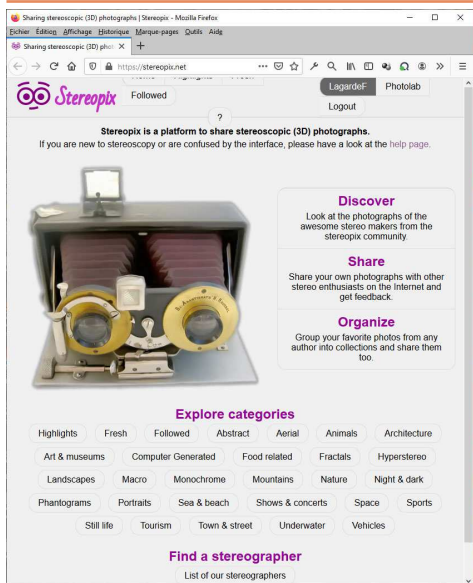 Sharing stereoscopic (3D) photographs | Stereopix - Mozilla Firefox
Fichier Édition Affichage Historique Marque-pages Outils Aide
Sharing stereoscopic (3D) phot
https://stereopix.net
Stereopix
Followed
LagardeF Photolab
Logout
?
Stereopix is a platform to share stereoscopic (3D) photographs.
If you are new to stereoscopy or are confused by the interface, please have a look at the help page.
Discover
Look at the photographs of the
awesome stereo makers from the
stereopix community.
Share
Share your own photographs with other
stereo enthusiasts on the Internet and
get feedback.
Organize
Group your favorite photos from any
author into collections and share them
too.
Explore categories
Highlights Fresh Followed Abstract Aerial Animals Architecture
Art & museums Computer Generated Food related Fractals Hyperstereo
Landscapes Macro Monochrome Mountains Nature Night & dark
Phantograms Portraits Sea & beach Shows & concerts Space Sports
Still life Tourism Town & street Underwater Vehicles
Find a stereographer
List of our stereographers